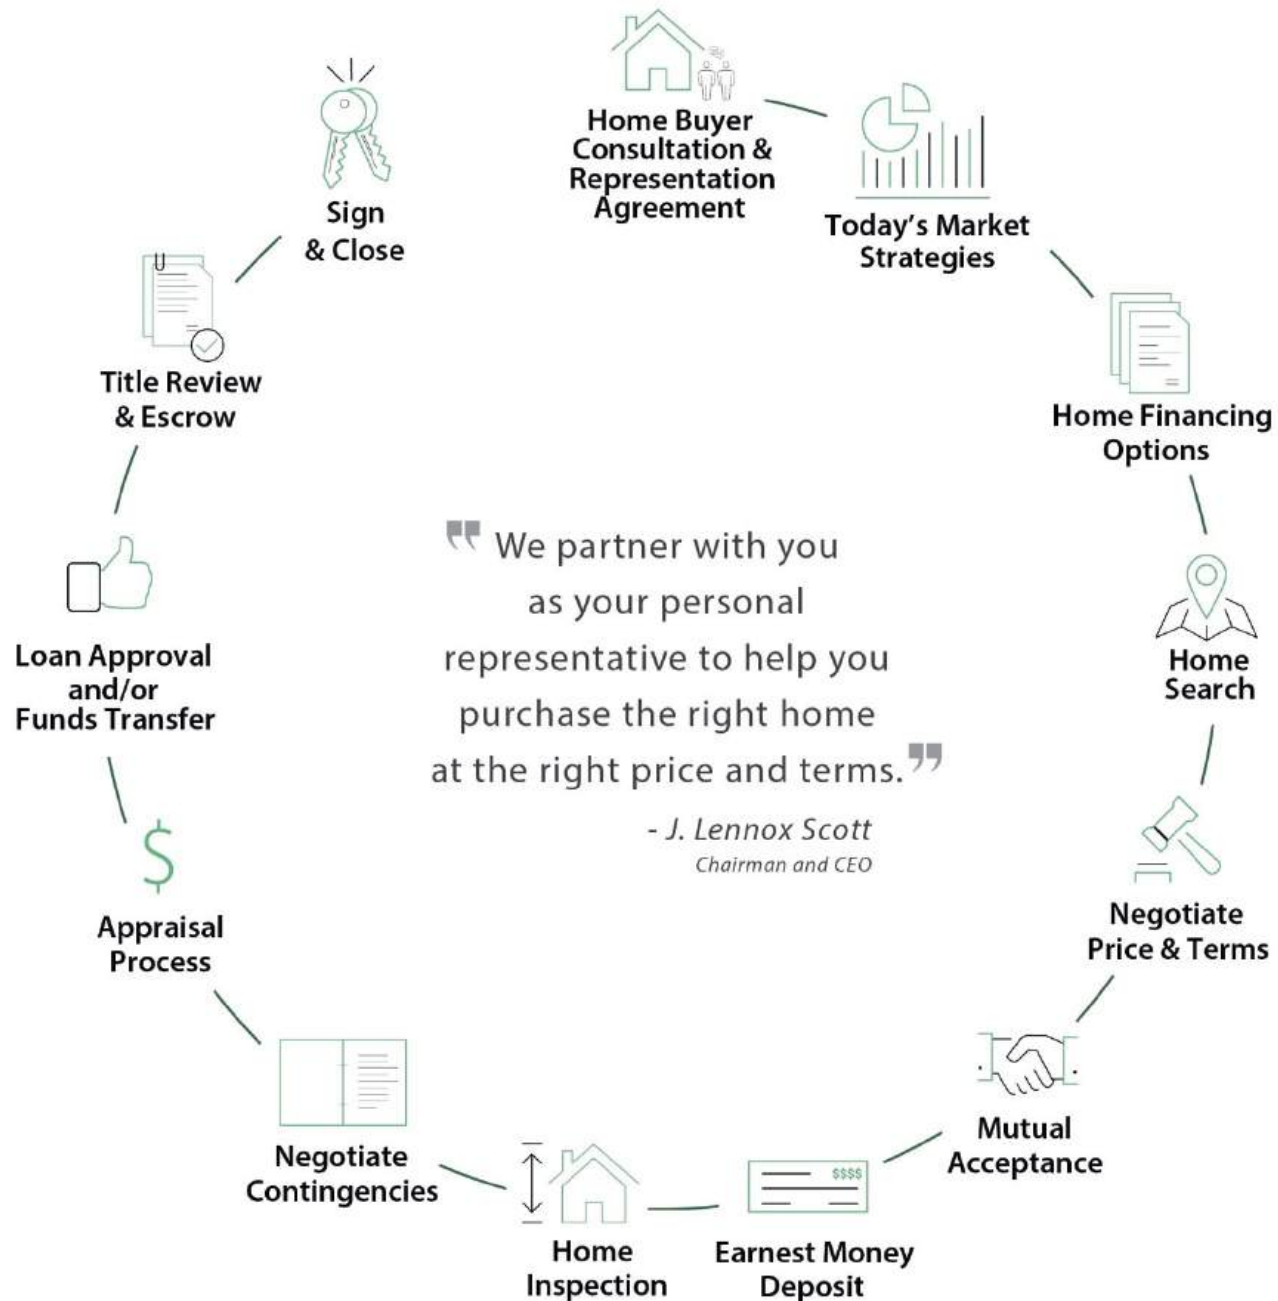 Home Buyer
Consultation &
Representation
Agreement
Today's Market
Strategies
Home Financing
Options
Home
Search
Negotiate
Price & Terms
Mutual
Acceptance
$$$$
Earnest Money
Deposit
Home
Inspection
Negotiate
Contingencies
$
Appraisal
Process
Loan Approval
and/or
Funds Transfer
Title Review
& Escrow
Sign
& Close
" We partner with you
as your personal
representative to help you
purchase the right home
at the right price and terms."
- J. Lennox Scott
Chairman and CEO